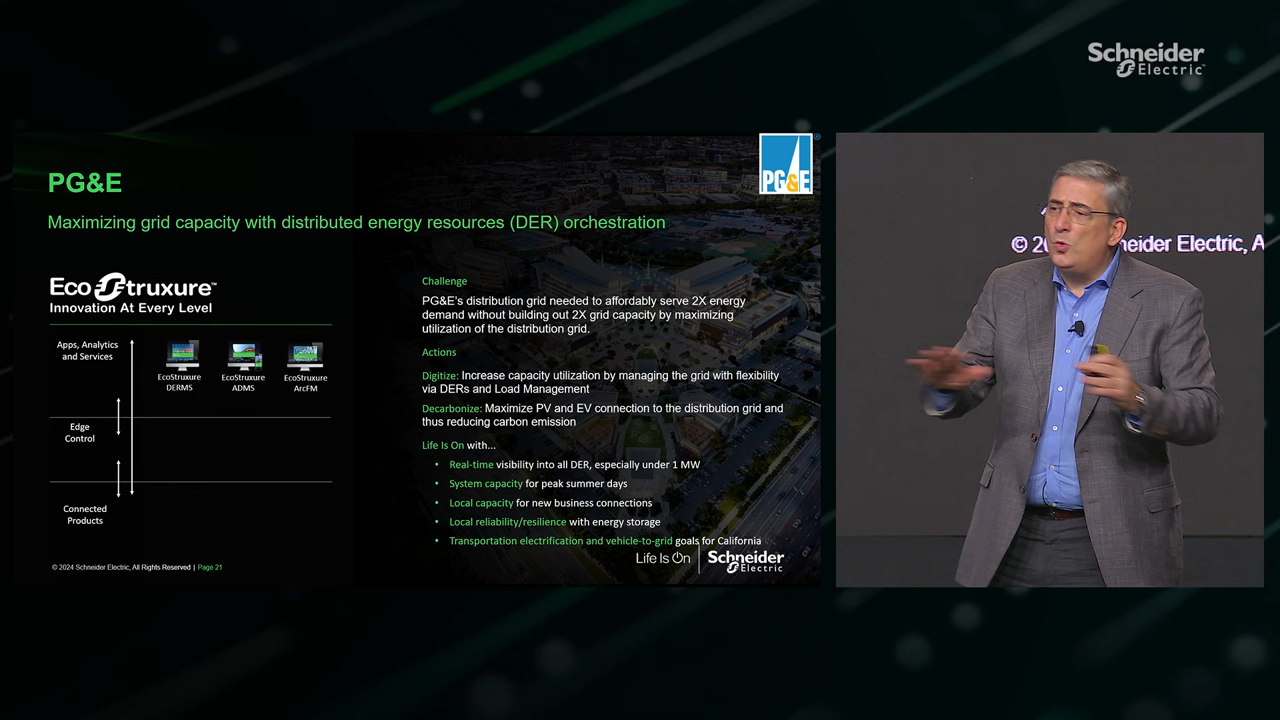 Schneider
Electric
PG&E
PG&E
Maximizing grid capacity with distributed energy resources (DER) orchestration
EcoStruxure™
Innovation At Every Level
Apps, Analytics
and Services
EcoStruxure
DERMS
EcoStruxure
ADMS
EcoStruxure
ArcFM
Edge
Control
Connected
Products
Challenge
PG&E's distribution grid needed to affordably serve 2X energy
demand without building out 2X grid capacity by maximizing
utilization of the distribution grid.
Actions
Digitize: Increase capacity utilization by managing the grid with flexibility
via DERs and Load Management
Decarbonize: Maximize PV and EV connection to the distribution grid and
thus reducing carbon emission
Life Is On with...
• Real-time visibility into all DER, especially under 1 MW
• System capacity for peak summer days
• Local capacity for new business connections
• Local reliability/resilience with energy storage
• Transportation electrification and vehicle-to-grid goals for California
Life Is On
Schneider
Electric
© 2024 Schneider Electric, All Rights Reserved | Page 21
© 20 neider Electric, A